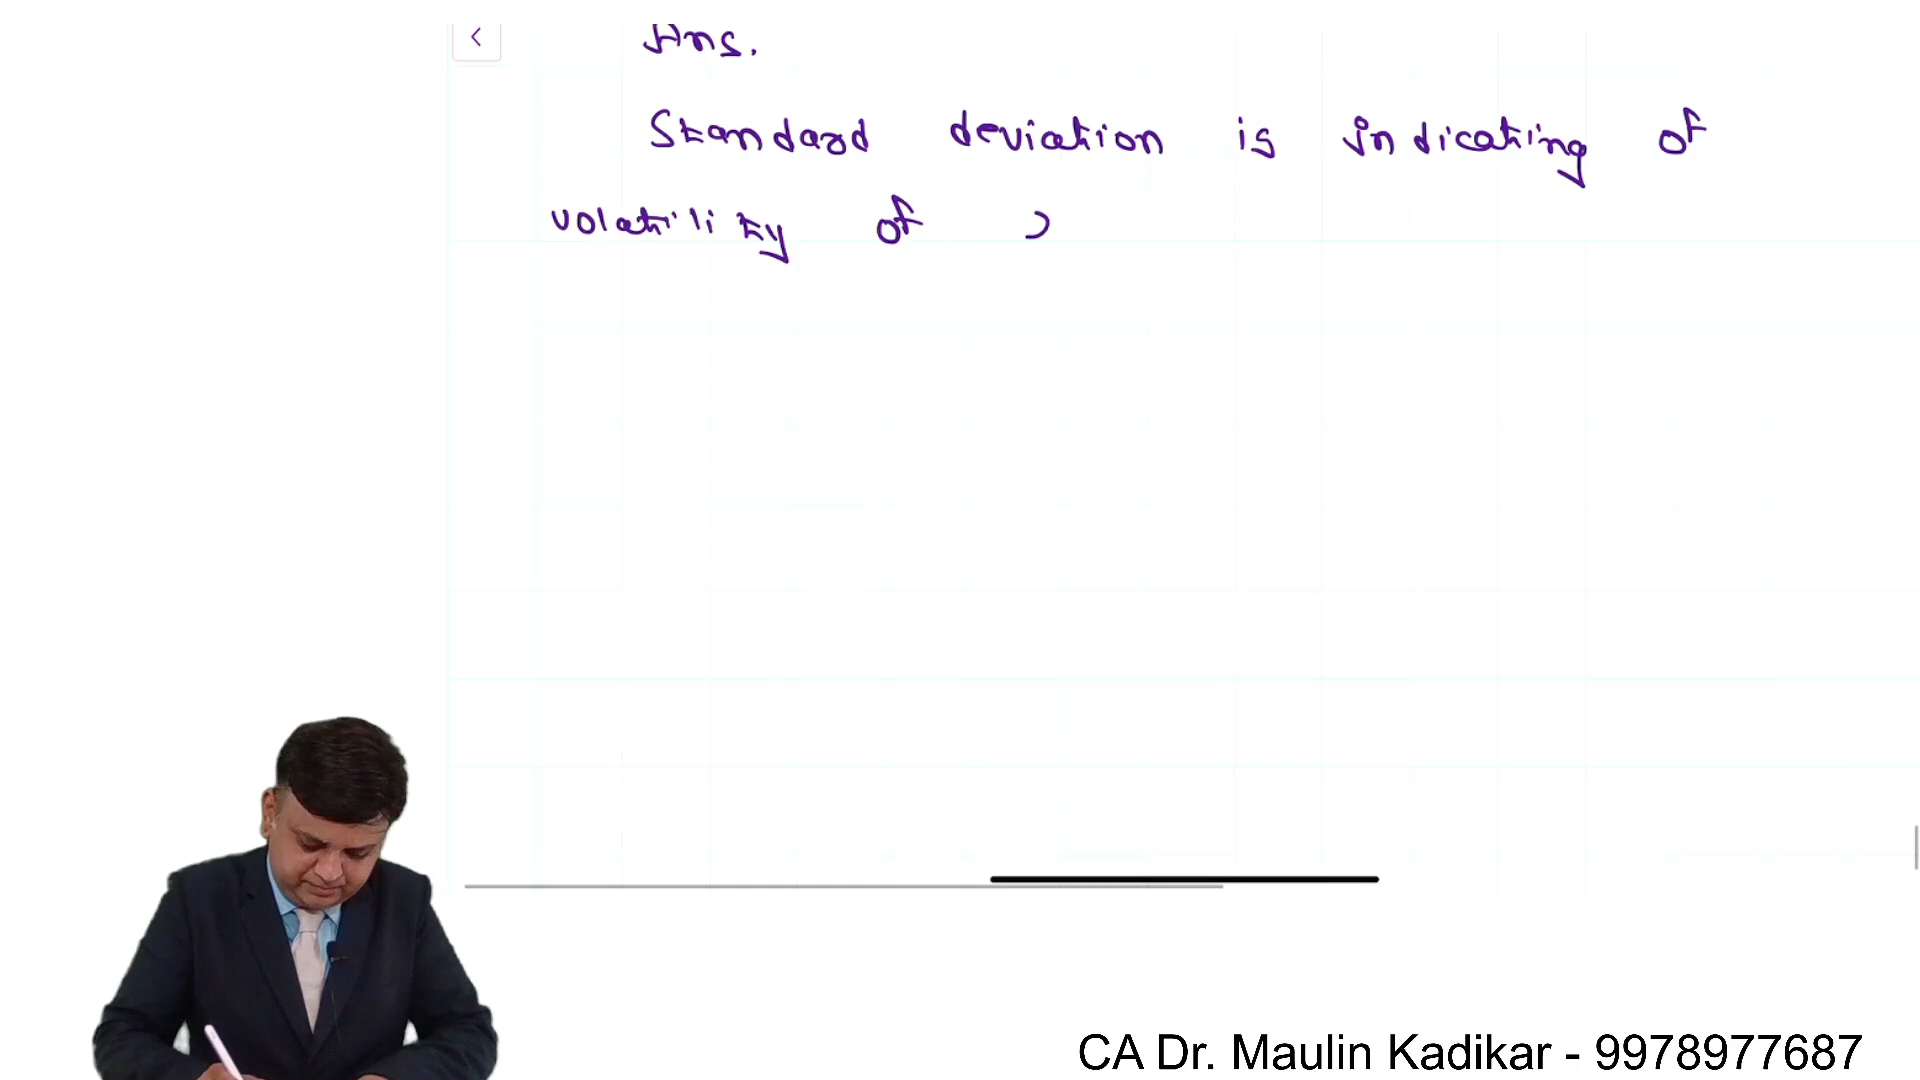 Ans.
Standard deviation is indicating of
volatility of
CA Dr. Maulin Kadikar - 9978977687